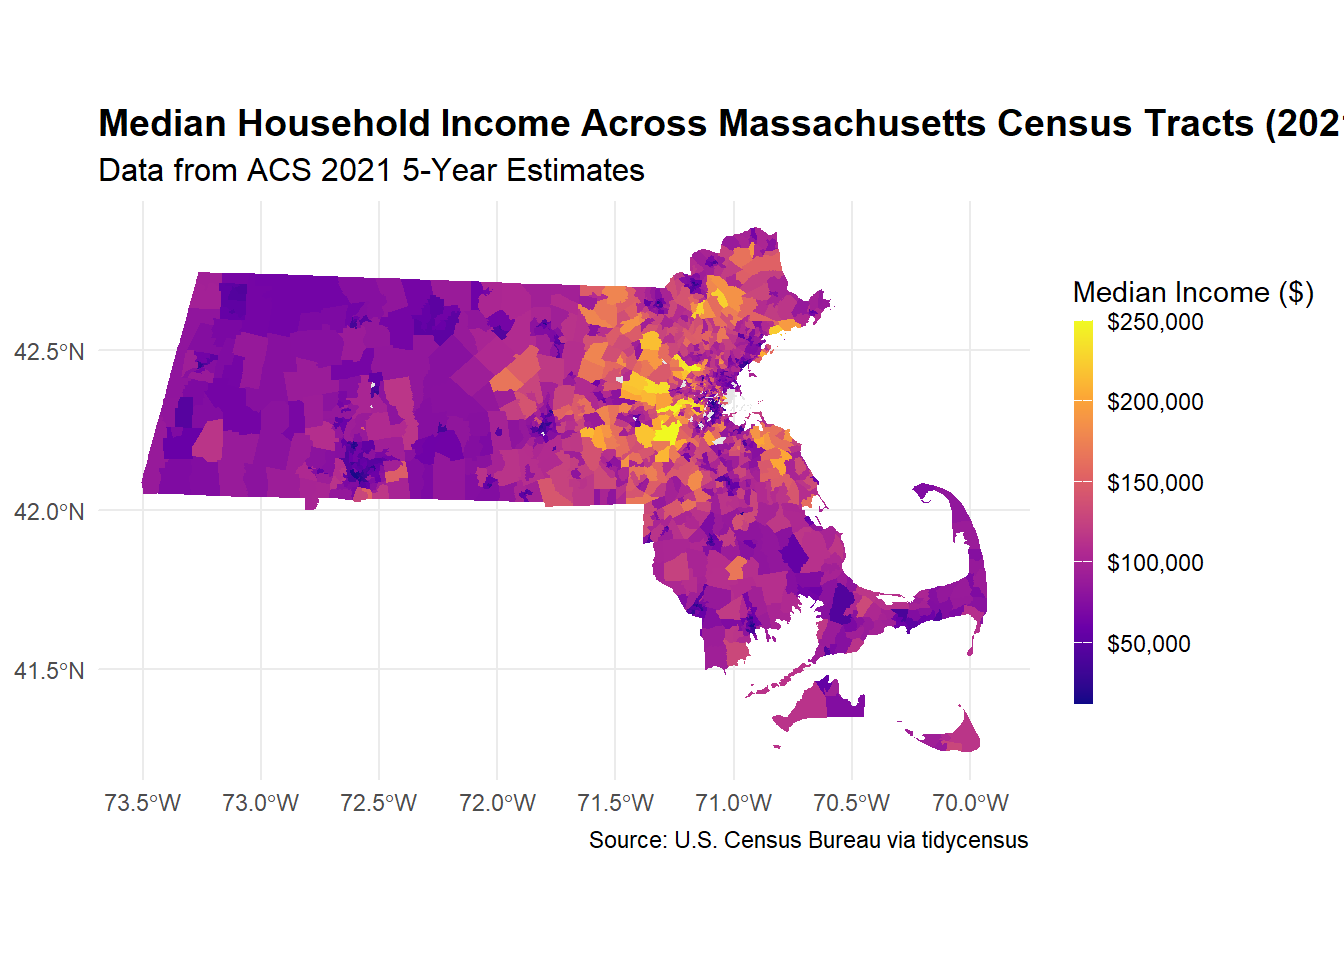 Median Household Income Across Massachusetts Census Tracts (202
Data from ACS 2021 5-Year Estimates
Median Income ($)
$250,000
$200,000
$150,000
$100,000
$50,000
42.5°N
42.0°N
41.5°N
73.5°W 73.0°W 72.5°W 72.0°W 71.5°W 71.0°W 70.5°W 70.0°W
Source: U.S. Census Bureau via tidycensus